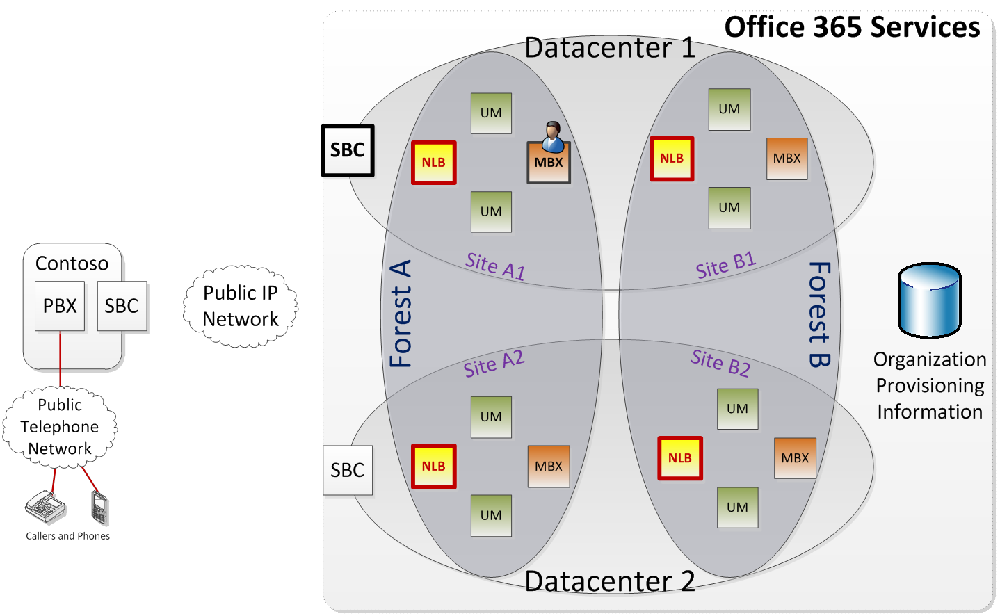 Office 365 Services
Datacenter 1
UM
UM
SBC
NLB
MBX
NLB
MBX
UM
UM
Site A1
Site B1
Contoso
PBX
SBC
Public IP
Network
Forest A
Forest B
Site A2
Site B2
Organization
Provisioning
Information
Public
Telephone
Network
UM
UM
SBC
NLB
MBX
NLB
MBX
UM
UM
Callers and Phones
Datacenter 2